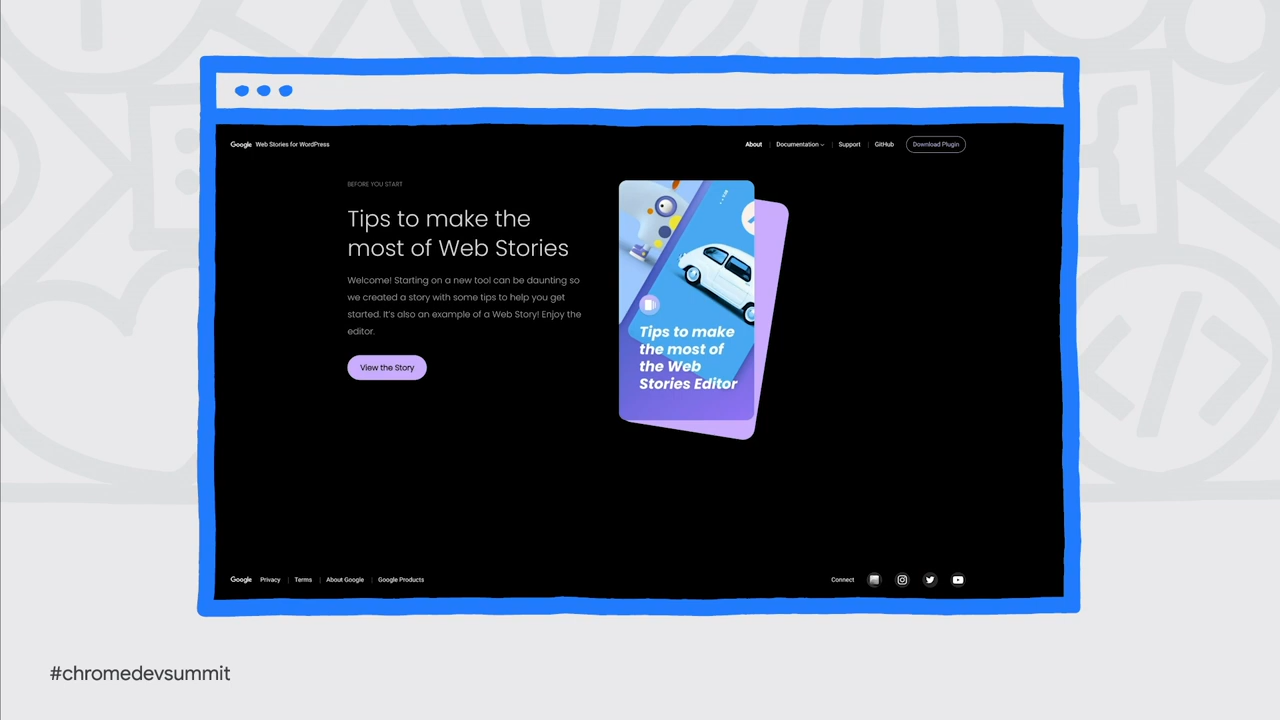 Google Web Stories for WordPress
About
Documentation
Support
GitHub
Download Plugin
BEFORE YOU START
Tips to make the
most of Web Stories
Welcome! Starting on a new tool can be daunting so
we created a story with some tips to help you get
started. It's also an example of a Web Story! Enjoy the
editor.
View the Story
Tips to make
the most of
the Web
Stories Editor
Google
Privacy
Terms
About Google
Google Products
Connect
#chromedevsummit